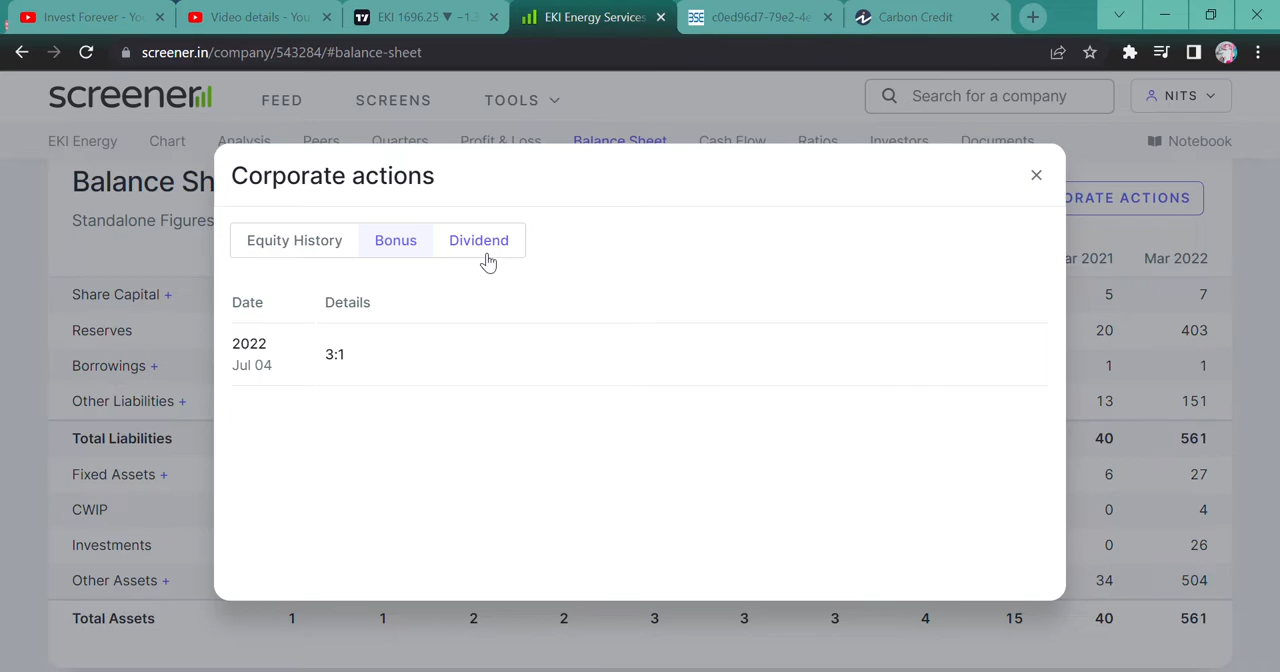 Invest Forever - Yo
Video details - You
EKI 1696.25 ▼ −1.3
EKI Energy Services
c0ed96d7-79e2-4e
Carbon Credit
screener.in/company/543284/#balance-sheet
screener
FEED
SCREENS
TOOLS
Search for a company
NITS
EKI Energy
Chart
Analysis
Peers
Quarters
Profit & Loss
Balance Sheet
Cash Flow
Ratios
Investors
Documents
Notebook
Corporate actions
Balance Sh
ORATE ACTIONS
Standalone Figures
Equity History
Bonus
Dividend
ar 2021 Mar 2022
Date Details
2022
Jul 04
3:1
Share Capital + 5 7
Reserves 20 403
Borrowings + 1 1
Other Liabilities + 13 151
Total Liabilities 40 561
Fixed Assets + 6 27
CWIP 0 4
Investments 0 26
Other Assets + 34 504
Total Assets 1 1 2 2 3 3 3 4 15 40 561